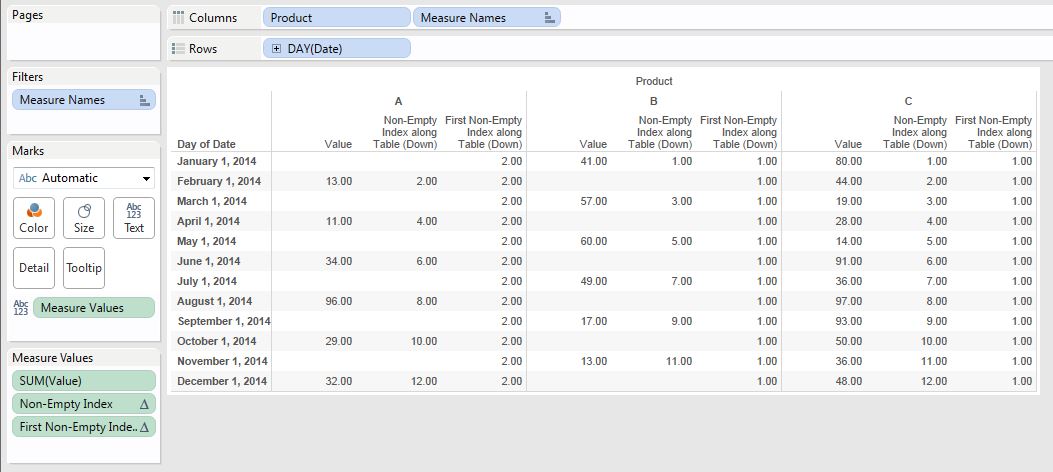 Pages
Columns Product Measure Names
Rows DAY(Date)
Filters
Measure Names
Marks
Abc Automatic
Color Size Abc 123 Text
Detail Tooltip
Abc 123 Measure Values
Measure Values
SUM(Value)
Non-Empty Index Δ
First Non-Empty Inde.. Δ
Product
A B C
Day of Date Value Non-Empty Index along Table (Down) First Non-Empty Index along Table (Down) Value Non-Empty Index along Table (Down) First Non-Empty Index along Table (Down) Value Non-Empty Index along Table (Down) First Non-Empty Index along Table (Down)
January 1, 2014 2.00 41.00 1.00 1.00 80.00 1.00 1.00
February 1, 2014 13.00 2.00 2.00 1.00 44.00 2.00 1.00
March 1, 2014 2.00 57.00 3.00 1.00 19.00 3.00 1.00
April 1, 2014 11.00 4.00 2.00 1.00 28.00 4.00 1.00
May 1, 2014 2.00 60.00 5.00 1.00 14.00 5.00 1.00
June 1, 2014 34.00 6.00 2.00 1.00 91.00 6.00 1.00
July 1, 2014 2.00 49.00 7.00 1.00 36.00 7.00 1.00
August 1, 2014 96.00 8.00 2.00 1.00 97.00 8.00 1.00
September 1, 2014 2.00 17.00 9.00 1.00 93.00 9.00 1.00
October 1, 2014 29.00 10.00 2.00 1.00 50.00 10.00 1.00
November 1, 2014 2.00 13.00 11.00 1.00 36.00 11.00 1.00
December 1, 2014 32.00 12.00 2.00 1.00 48.00 12.00 1.00